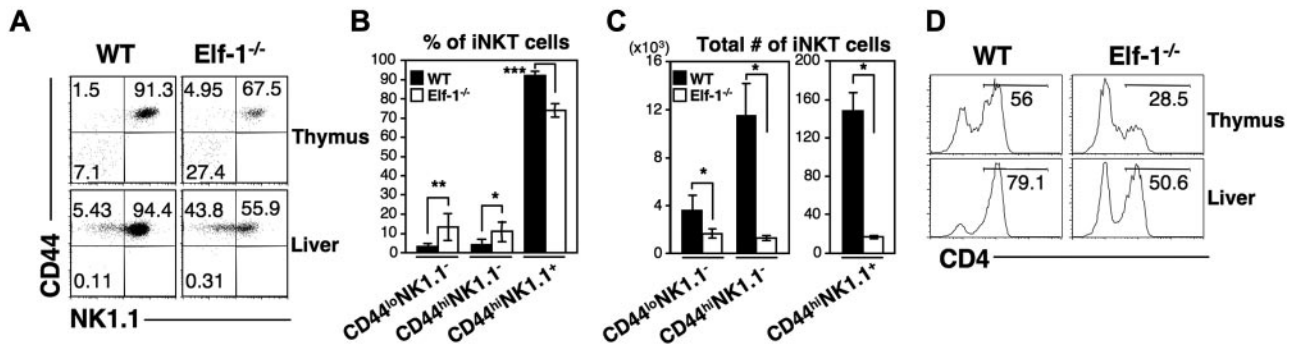 A
WT Elf-1-/-
1.5 91.3 4.95 67.5
7.1 27.4
Thymus
5.43 94.4 43.8 55.9
0.11 0.31
Liver
CD44
NK1.1
B
% of iNKT cells
100
90
80
70
60
50
40
30
20
10
0
WT
Elf-1-/-
** * ***
CD44loNK1.1-
CD44hiNK1.1-
CD44hiNK1.1+
C
(x10³) Total # of iNKT cells
16
12
8
4
0
WT
Elf-1-/-
* *
CD44loNK1.1-
CD44hiNK1.1-
200
160
120
80
40
0
*
CD44hiNK1.1+
D
WT Elf-1-/-
56 28.5
Thymus
79.1 50.6
Liver
CD4